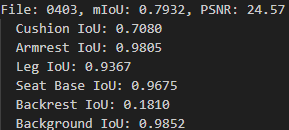 File: 0403, mIoU: 0.7932, PSNR: 24.57
Cushion IoU: 0.7080
Armrest IoU: 0.9805
Leg IoU: 0.9367
Seat Base IoU: 0.9675
Backrest IoU: 0.1810
Background IoU: 0.9852